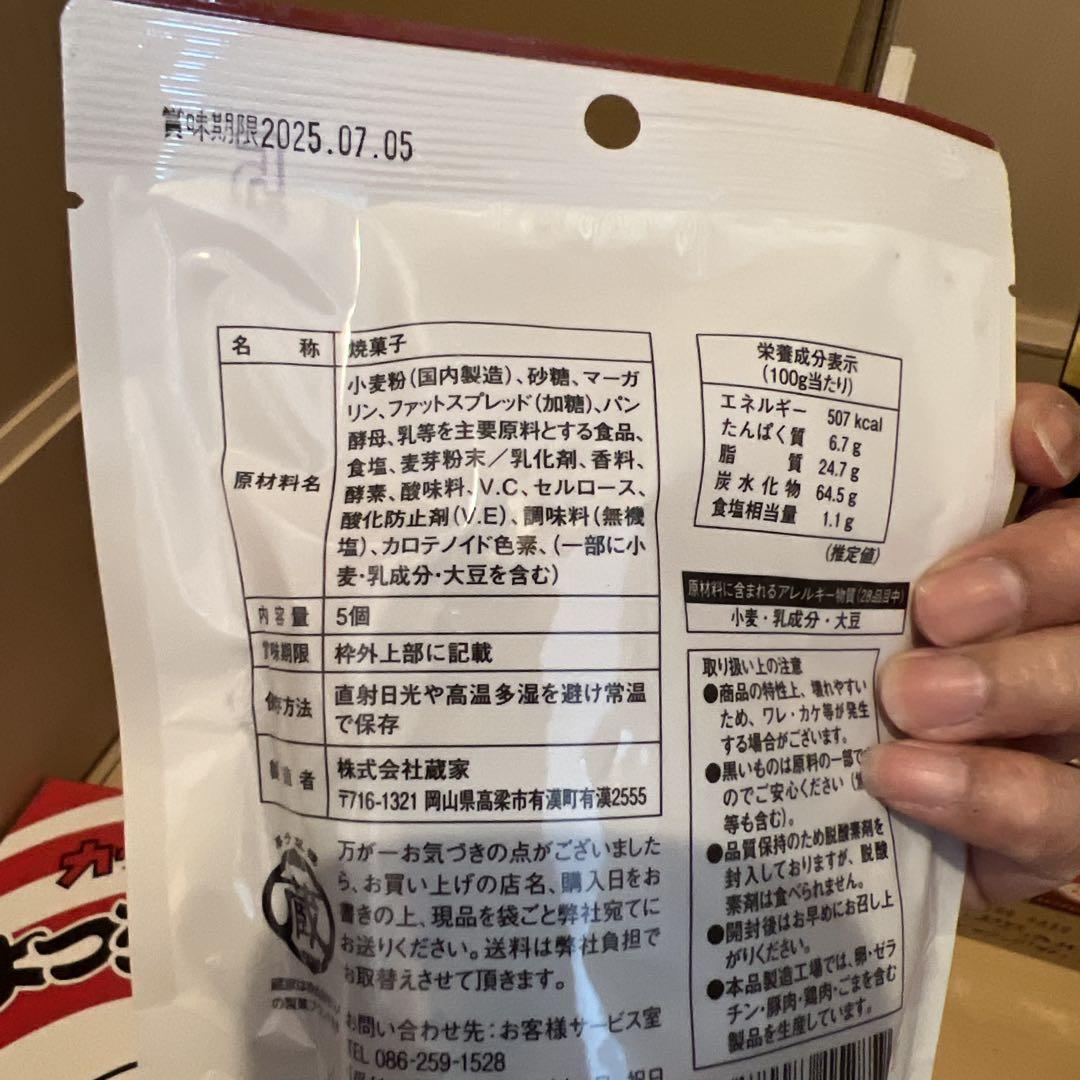 賞味期限2025.07.05
名　称 焼菓子
原材料名 小麦粉(国内製造)、砂糖、マーガ
リン、ファットスプレッド(加糖)、パン
酵母、乳等を主要原料とする食品、
食塩、麦芽粉末／乳化剤、香料、
酵素、酸味料、V.C、セルロース、
酸化防止剤(V.E)、調味料(無機
塩)、カロテノイド色素、(一部に小
麦・乳成分・大豆を含む)
内容量 5個
賞味期限 枠外上部に記載
保存方法 直射日光や高温多湿を避け常温
で保存
製造者 株式会社蔵家
〒716-1321 岡山県高梁市有漢町有漢2555
栄養成分表示
(100g当たり)
エネルギー 507 kcal
たんぱく質 6.7 g
脂　質 24.7 g
炭水化物 64.5 g
食塩相当量 1.1 g
(推定値)
原材料に含まれるアレルギー物質(28品目中)
小麦・乳成分・大豆
取り扱い上の注意
●商品の特性上、壊れやすい
ため、ワレ・カケ等が発生
する場合がございます。
●黒いものは原料の一部で
のでご安心ください
等も含む)。
●品質保持のため脱酸素剤を
封入しておりますが、脱酸
素剤は食べられません。
●開封後はお早めにお召し上
がりください。
●本品製造工場では、卵・ゼラ
チン・豚肉・鶏肉・ごまを含む
製品を生産しています。
蔵
万が一お気づきの点がございました
ら、お買い上げの店名、購入日をお
書きの上、現品を袋ごと弊社宛てに
お送りください。送料は弊社負担で
お取替えさせて頂きます。
お問い合わせ先：お客様サービス室
TEL 086-259-1528